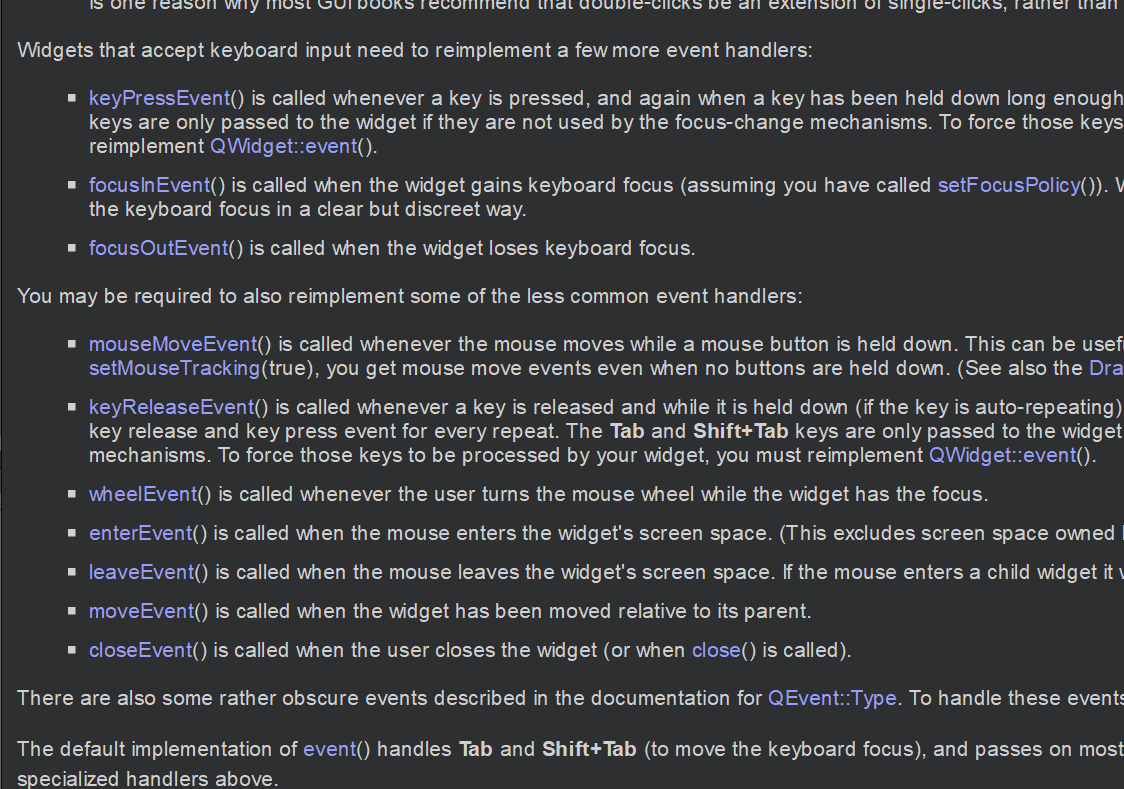 is one reason why most GUI books recommend that double-clicks be an extension of single-clicks, rather than
Widgets that accept keyboard input need to reimplement a few more event handlers:
keyPressEvent() is called whenever a key is pressed, and again when a key has been held down long enough
keys are only passed to the widget if they are not used by the focus-change mechanisms. To force those keys
reimplement QWidget::event().
focusInEvent() is called when the widget gains keyboard focus (assuming you have called setFocusPolicy()).
the keyboard focus in a clear but discreet way.
focusOutEvent() is called when the widget loses keyboard focus.
You may be required to also reimplement some of the less common event handlers:
mouseMoveEvent() is called whenever the mouse moves while a mouse button is held down. This can be usef
setMouseTracking(true), you get mouse move events even when no buttons are held down. (See also the Dra
keyReleaseEvent() is called whenever a key is released and while it is held down (if the key is auto-repeating)
key release and key press event for every repeat. The Tab and Shift+Tab keys are only passed to the widget
mechanisms. To force those keys to be processed by your widget, you must reimplement QWidget::event().
wheelEvent() is called whenever the user turns the mouse wheel while the widget has the focus.
enterEvent() is called when the mouse enters the widget's screen space. (This excludes screen space owned
leaveEvent() is called when the mouse leaves the widget's screen space. If the mouse enters a child widget it
moveEvent() is called when the widget has been moved relative to its parent.
closeEvent() is called when the user closes the widget (or when close() is called).
There are also some rather obscure events described in the documentation for QEvent::Type. To handle these events
The default implementation of event() handles Tab and Shift+Tab (to move the keyboard focus), and passes on most
specialized handlers above.